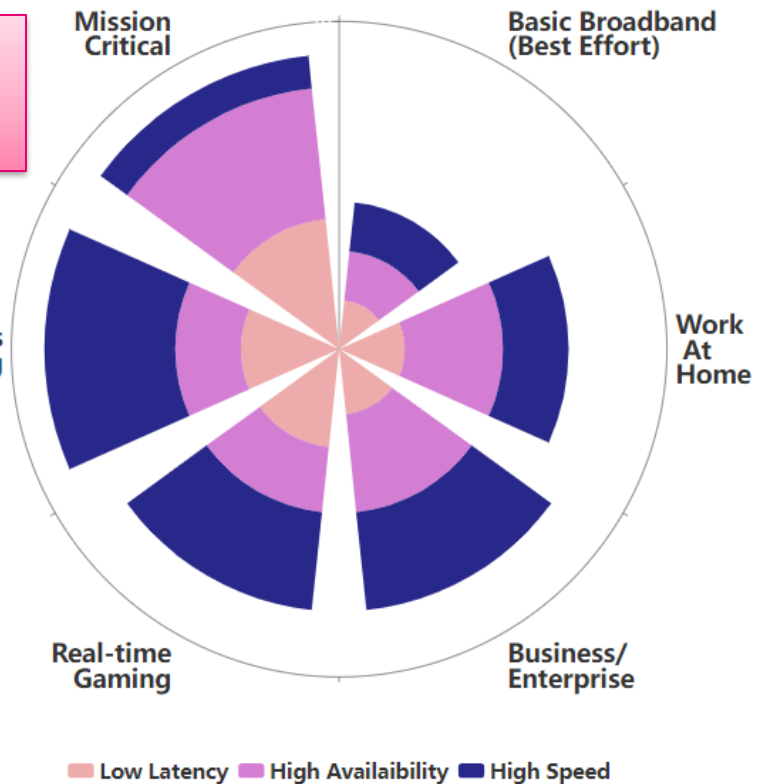 Mission
Critical
Basic Broadband
(Best Effort)
Work
At
Home
Real-time
Gaming
Business/
Enterprise
Low Latency High Availaibility High Speed